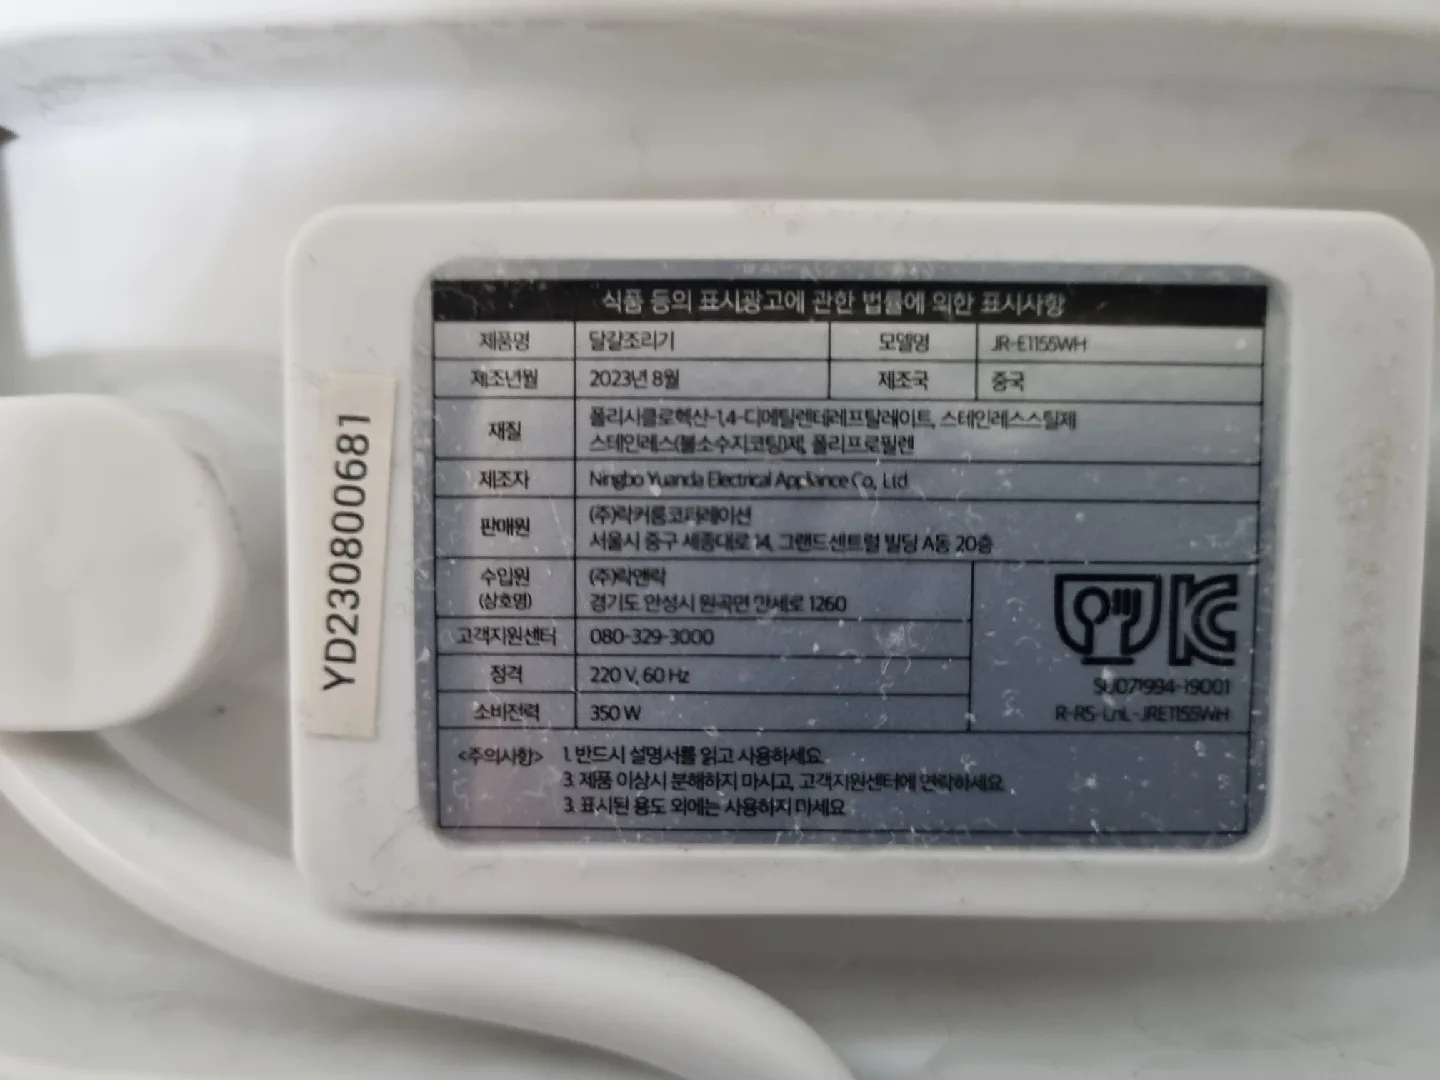 YD230800681
식품 등의 표시광고에 관한 법률에 의한 표시사항
제품명 달걀조리기 모델명 JR-E1155WH
제조년월 2023년 8월 제조국 중국
재질 폴리시클로헥산-1,4-디메틸렌테레프탈레이트, 스테인레스스틸제
스테인레스(불소수지코팅)제, 폴리프로필렌
제조자 Ningbo Yuanda Electrical Appliance Co., Ltd
판매원 (주)락커룸코퍼레이션
서울시 중구 세종대로 14, 그랜드센트럴 빌딩 A동 20층
수입원 (주)락앤락
(상호명) 경기도 안성시 원곡면 만세로 1260
고객지원센터 080-329-3000
정격 220 V, 60 Hz
소비전력 350 W
KC
SU071994-19001
R-RS-LnL-JRE1155WH
<주의사항> 1. 반드시 설명서를 읽고 사용하세요.
3. 제품 이상시 분해하지 마시고, 고객지원센터에 연락하세요
3. 표시된 용도 외에는 사용하지 마세요